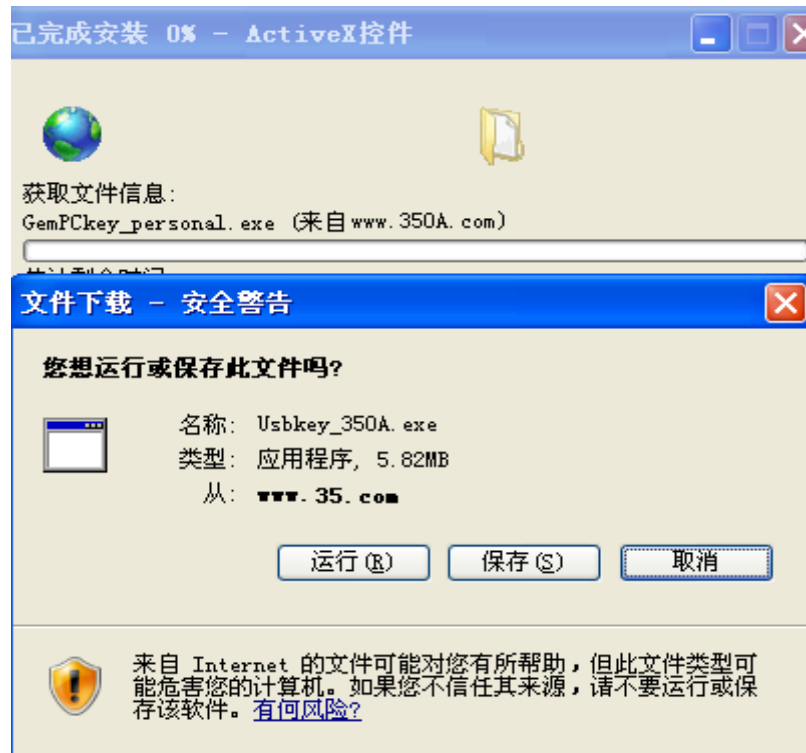 已完成安装 0% - ActiveX控件
获取文件信息:
GemPCkey_personal.exe (来自www.350A.com)
文件下载 - 安全警告
您想运行或保存此文件吗?
名称: Usbkey_350A.exe
类型: 应用程序, 5.82MB
从: www.35.com
运行(R) 保存(S) 取消
来自 Internet 的文件可能对您有所帮助,但此文件类型可
能危害您的计算机。如果您不信任其来源,请不要运行或保
存该软件。有何风险?